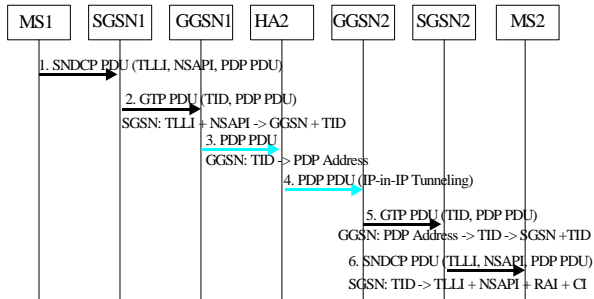 MS1 SGSN1 GGSN1 HA2 GGSN2 SGSN2 MS2
1. SNDCP PDU (TLLI, NSAPI, PDP PDU)
2. GTP PDU (TID, PDP PDU)
SGSN: TLLI + NSAPI -> GGSN + TID
3. PDP PDU
GGSN: TID -> PDP Address
4. PDP PDU (IP-in-IP Tunneling)
5. GTP PDU (TID, PDP PDU)
GGSN: PDP Address -> TID -> SGSN +TID
6. SNDCP PDU (TLLI, NSAPI, PDP PDU)
SGSN: TID -> TLLI + NSAPI + RAI + CI